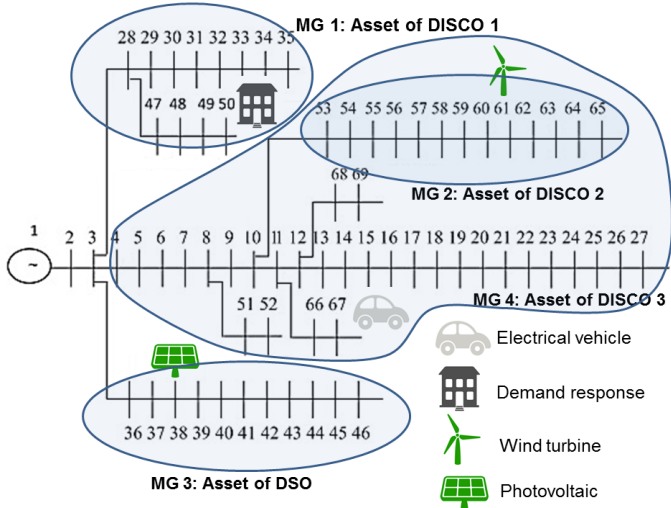 MG 1: Asset of DISCO 1
28 29 30 31 32 33 34 35
47 48 49 50
53 54 55 56 57 58 59 60 61 62 63 64 65
68 69
MG 2: Asset of DISCO 2
1
~
2 3 4 5 6 7 8 9 10 11 12 13 14 15 16 17 18 19 20 21 22 23 24 25 26 27
MG 4: Asset of DISCO 3
51 52
66 67
Electrical vehicle
Demand response
36 37 38 39 40 41 42 43 44 45 46
Wind turbine
MG 3: Asset of DSO
Photovoltaic